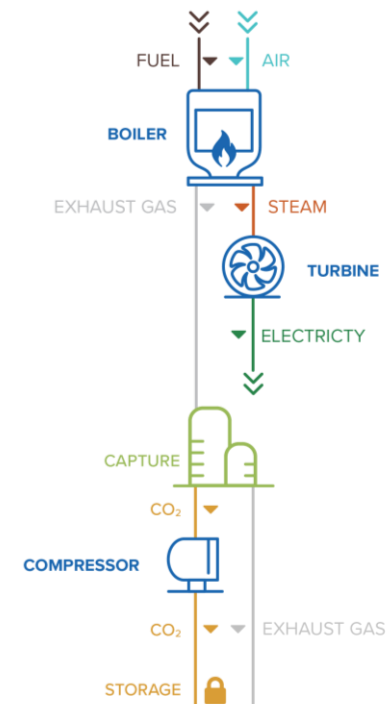 FUEL AIR
BOILER
EXHAUST GAS STEAM
TURBINE
ELECTRICTY
CAPTURE
CO₂
COMPRESSOR
CO₂ EXHAUST GAS
STORAGE